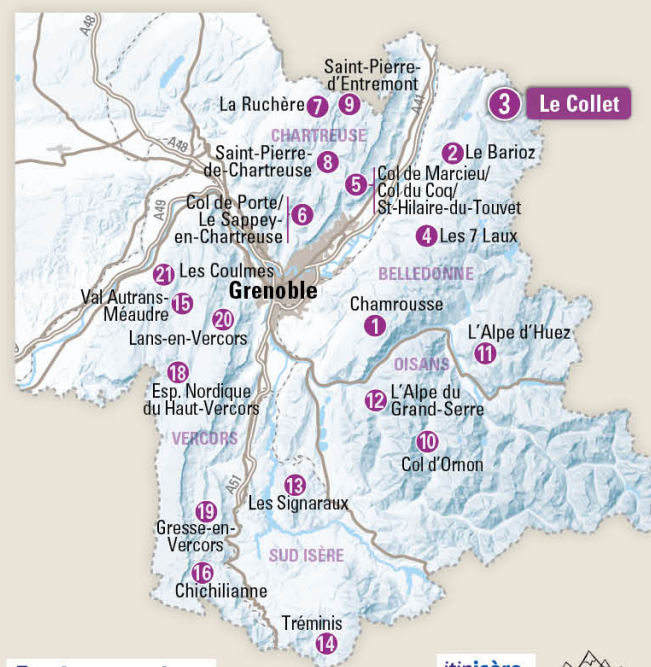 A48
Saint-Pierre-
d'Entremont
La Ruchère 7
9
A41
3 Le Collet
CHARTREUSE
A48
Saint-Pierre-
de-Chartreuse
8
2 Le Barioz
5
Col de Marcieu/
Col du Coq/
St-Hilaire-du-Touvet
A49
Col de Porte/
Le Sappey-
en-Chartreuse
6
4 Les 7 Laux
21 Les Coulmes
BELLEDONNE
Grenoble
Val Autrans-
Méaudre
15
20
Lans-en-Vercors
Chamrousse
1
L'Alpe d'Huez
11
OISANS
18
Esp. Nordique
du Haut-Vercors
12 L'Alpe du
Grand-Serre
VERCORS
10
Col d'Ornon
A51
13
Les Signaraux
19
Gresse-en-
Vercors
SUD ISÈRE
16
Chichilianne
Tréminis
14
itinisère